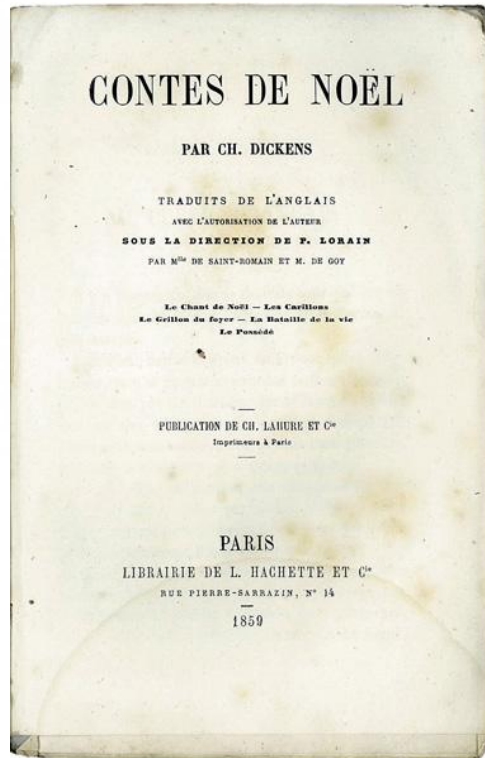 CONTES DE NOËL
PAR CH. DICKENS
TRADUITS DE L'ANGLAIS
AVEC L'AUTORISATION DE L'AUTEUR
SOUS LA DIRECTION DE P. LORAIN
PAR Mlle DE SAINT-ROMAIN ET M. DE GOY
Le Chant de Noël — Les Carillons
Le Grillon du foyer — La Bataille de la vie
Le Possédé
PUBLICATION DE CH. LAHURE ET Cie
Imprimeurs à Paris
PARIS
LIBRAIRIE DE L. HACHETTE ET Cie
RUE PIERRE-SARRAZIN, N° 14
1859